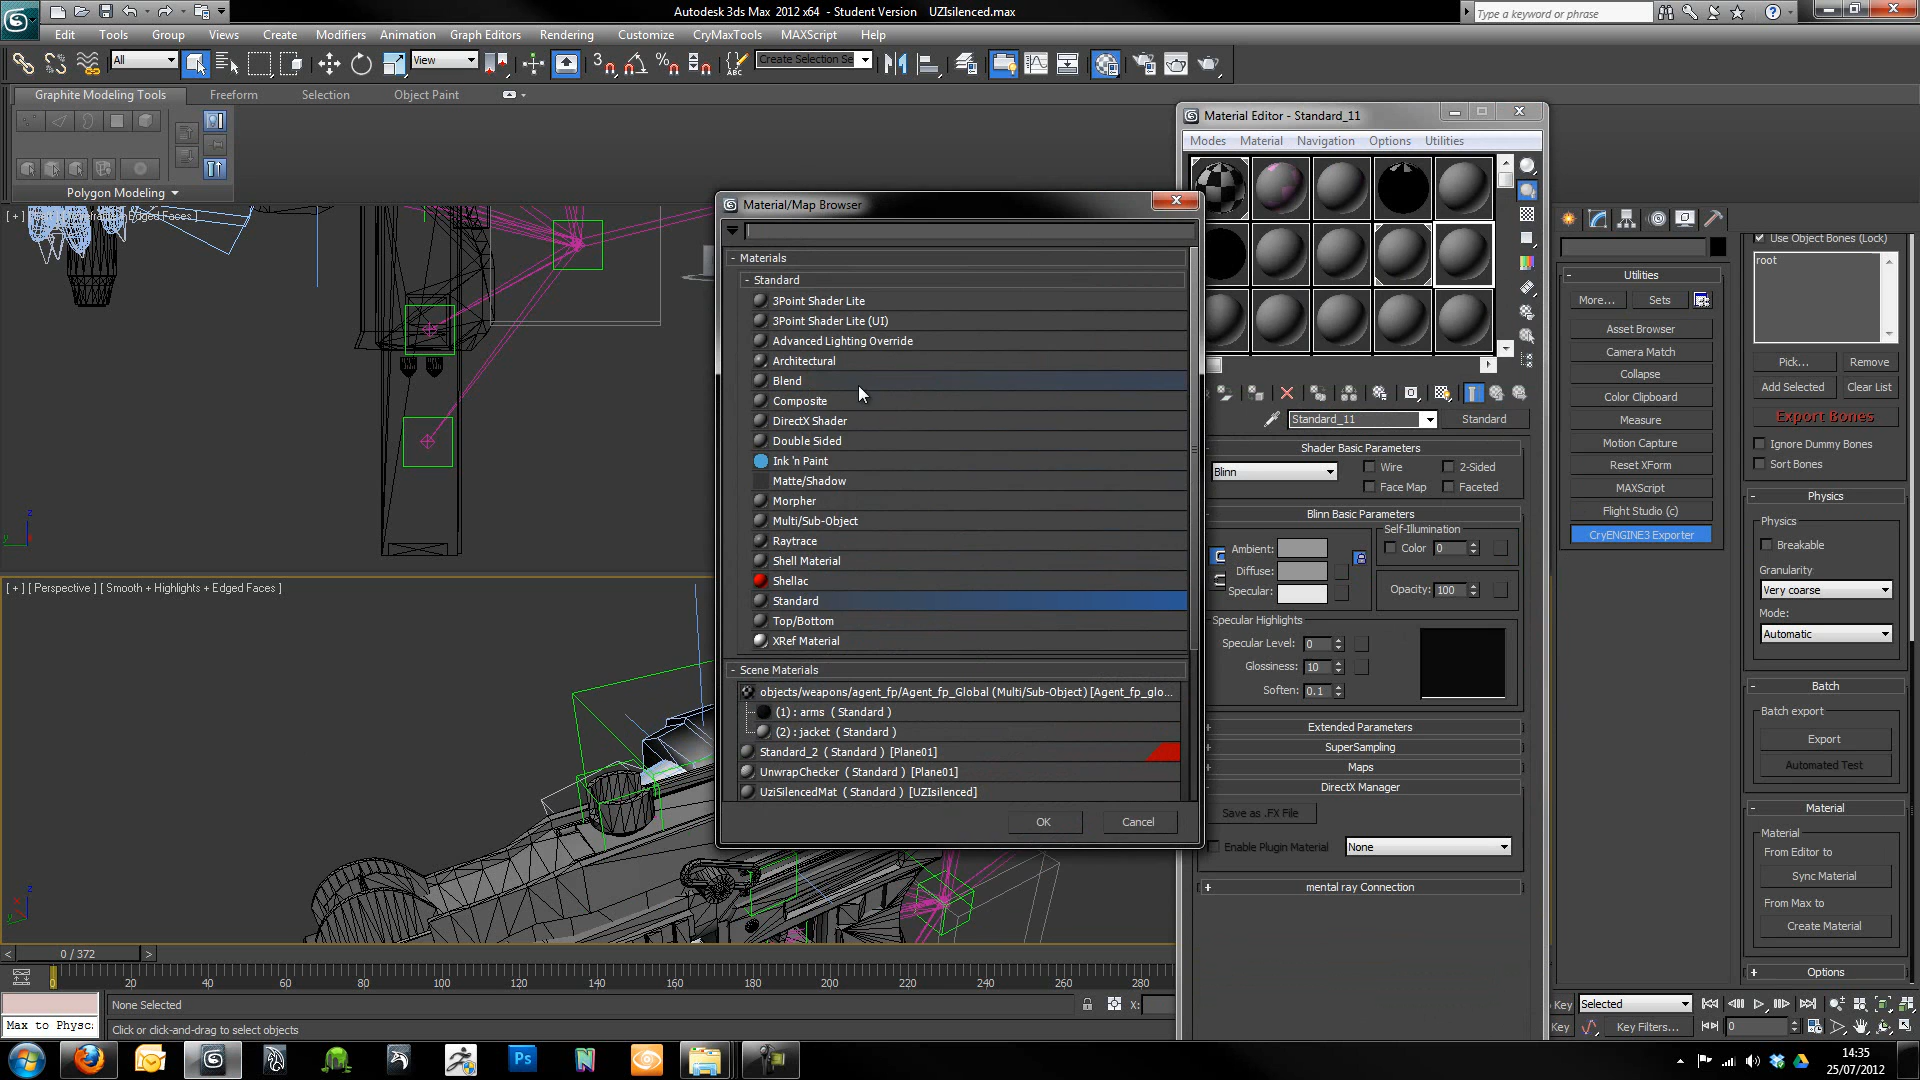 Autodesk 3ds Max 2012 x64 - Student Version UZIsilenced.max
Type a keyword or phrase
Edit Tools Group Views Create Modifiers Animation Graph Editors Rendering Customize CryMaxTools MAXScript Help
All View Create Selection Se
Graphite Modeling Tools Freeform Selection Object Paint
Polygon Modeling
Material Editor - Standard_11
Modes Material Navigation Options Utilities
Material/Map Browser
- Materials
- Standard
3Point Shader Lite
3Point Shader Lite (UI)
Advanced Lighting Override
Architectural
Blend
Composite
DirectX Shader
Double Sided
Ink 'n Paint
Matte/Shadow
Morpher
Multi/Sub-Object
Raytrace
Shell Material
Shellac
Standard
Top/Bottom
XRef Material
- Scene Materials
objects/weapons/agent_fp/Agent_fp_Global (Multi/Sub-Object) [Agent_fp_glo...
(1) : arms ( Standard )
(2) : jacket ( Standard )
Standard_2 ( Standard ) [Plane01]
UnwrapChecker ( Standard ) [Plane01]
UziSilencedMat ( Standard ) [UZIsilenced]
OK Cancel
Standard_11 Standard
Shader Basic Parameters
Blinn Wire 2-Sided
Face Map Faceted
Blinn Basic Parameters
Self-Illumination
Ambient: Color 0
Diffuse:
Specular: Opacity: 100
Specular Highlights
Specular Level: 0
Glossiness: 10
Soften: 0.1
+ Extended Parameters
+ SuperSampling
+ Maps
- DirectX Manager
Save as .FX File
Enable Plugin Material None
+ mental ray Connection
- Utilities
More... Sets
Asset Browser
Camera Match
Collapse
Color Clipboard
Measure
Motion Capture
Reset XForm
MAXScript
Flight Studio (c)
CryENGINE3 Exporter
Use Object Bones (Lock)
root
Pick... Remove
Add Selected Clear List
Export Bones
Ignore Dummy Bones
Sort Bones
- Physics
Physics
Breakable
Granularity:
Very coarse
Mode:
Automatic
- Batch
Batch export
Export
Automated Test
- Material
Material
From Editor to
Sync Material
From Max to
Create Material
+ Options
[ + ] [ Perspective ] [ Smooth + Highlights + Edged Faces ]
< 0 / 372 >
0 20 40 60 80 100 120 140 160 180 200 220 240 260 280
None Selected X:
Max to Physc:
Click or click-and-drag to select objects
Key Selected
Key Key Filters... 0
Ps
14:35
25/07/2012